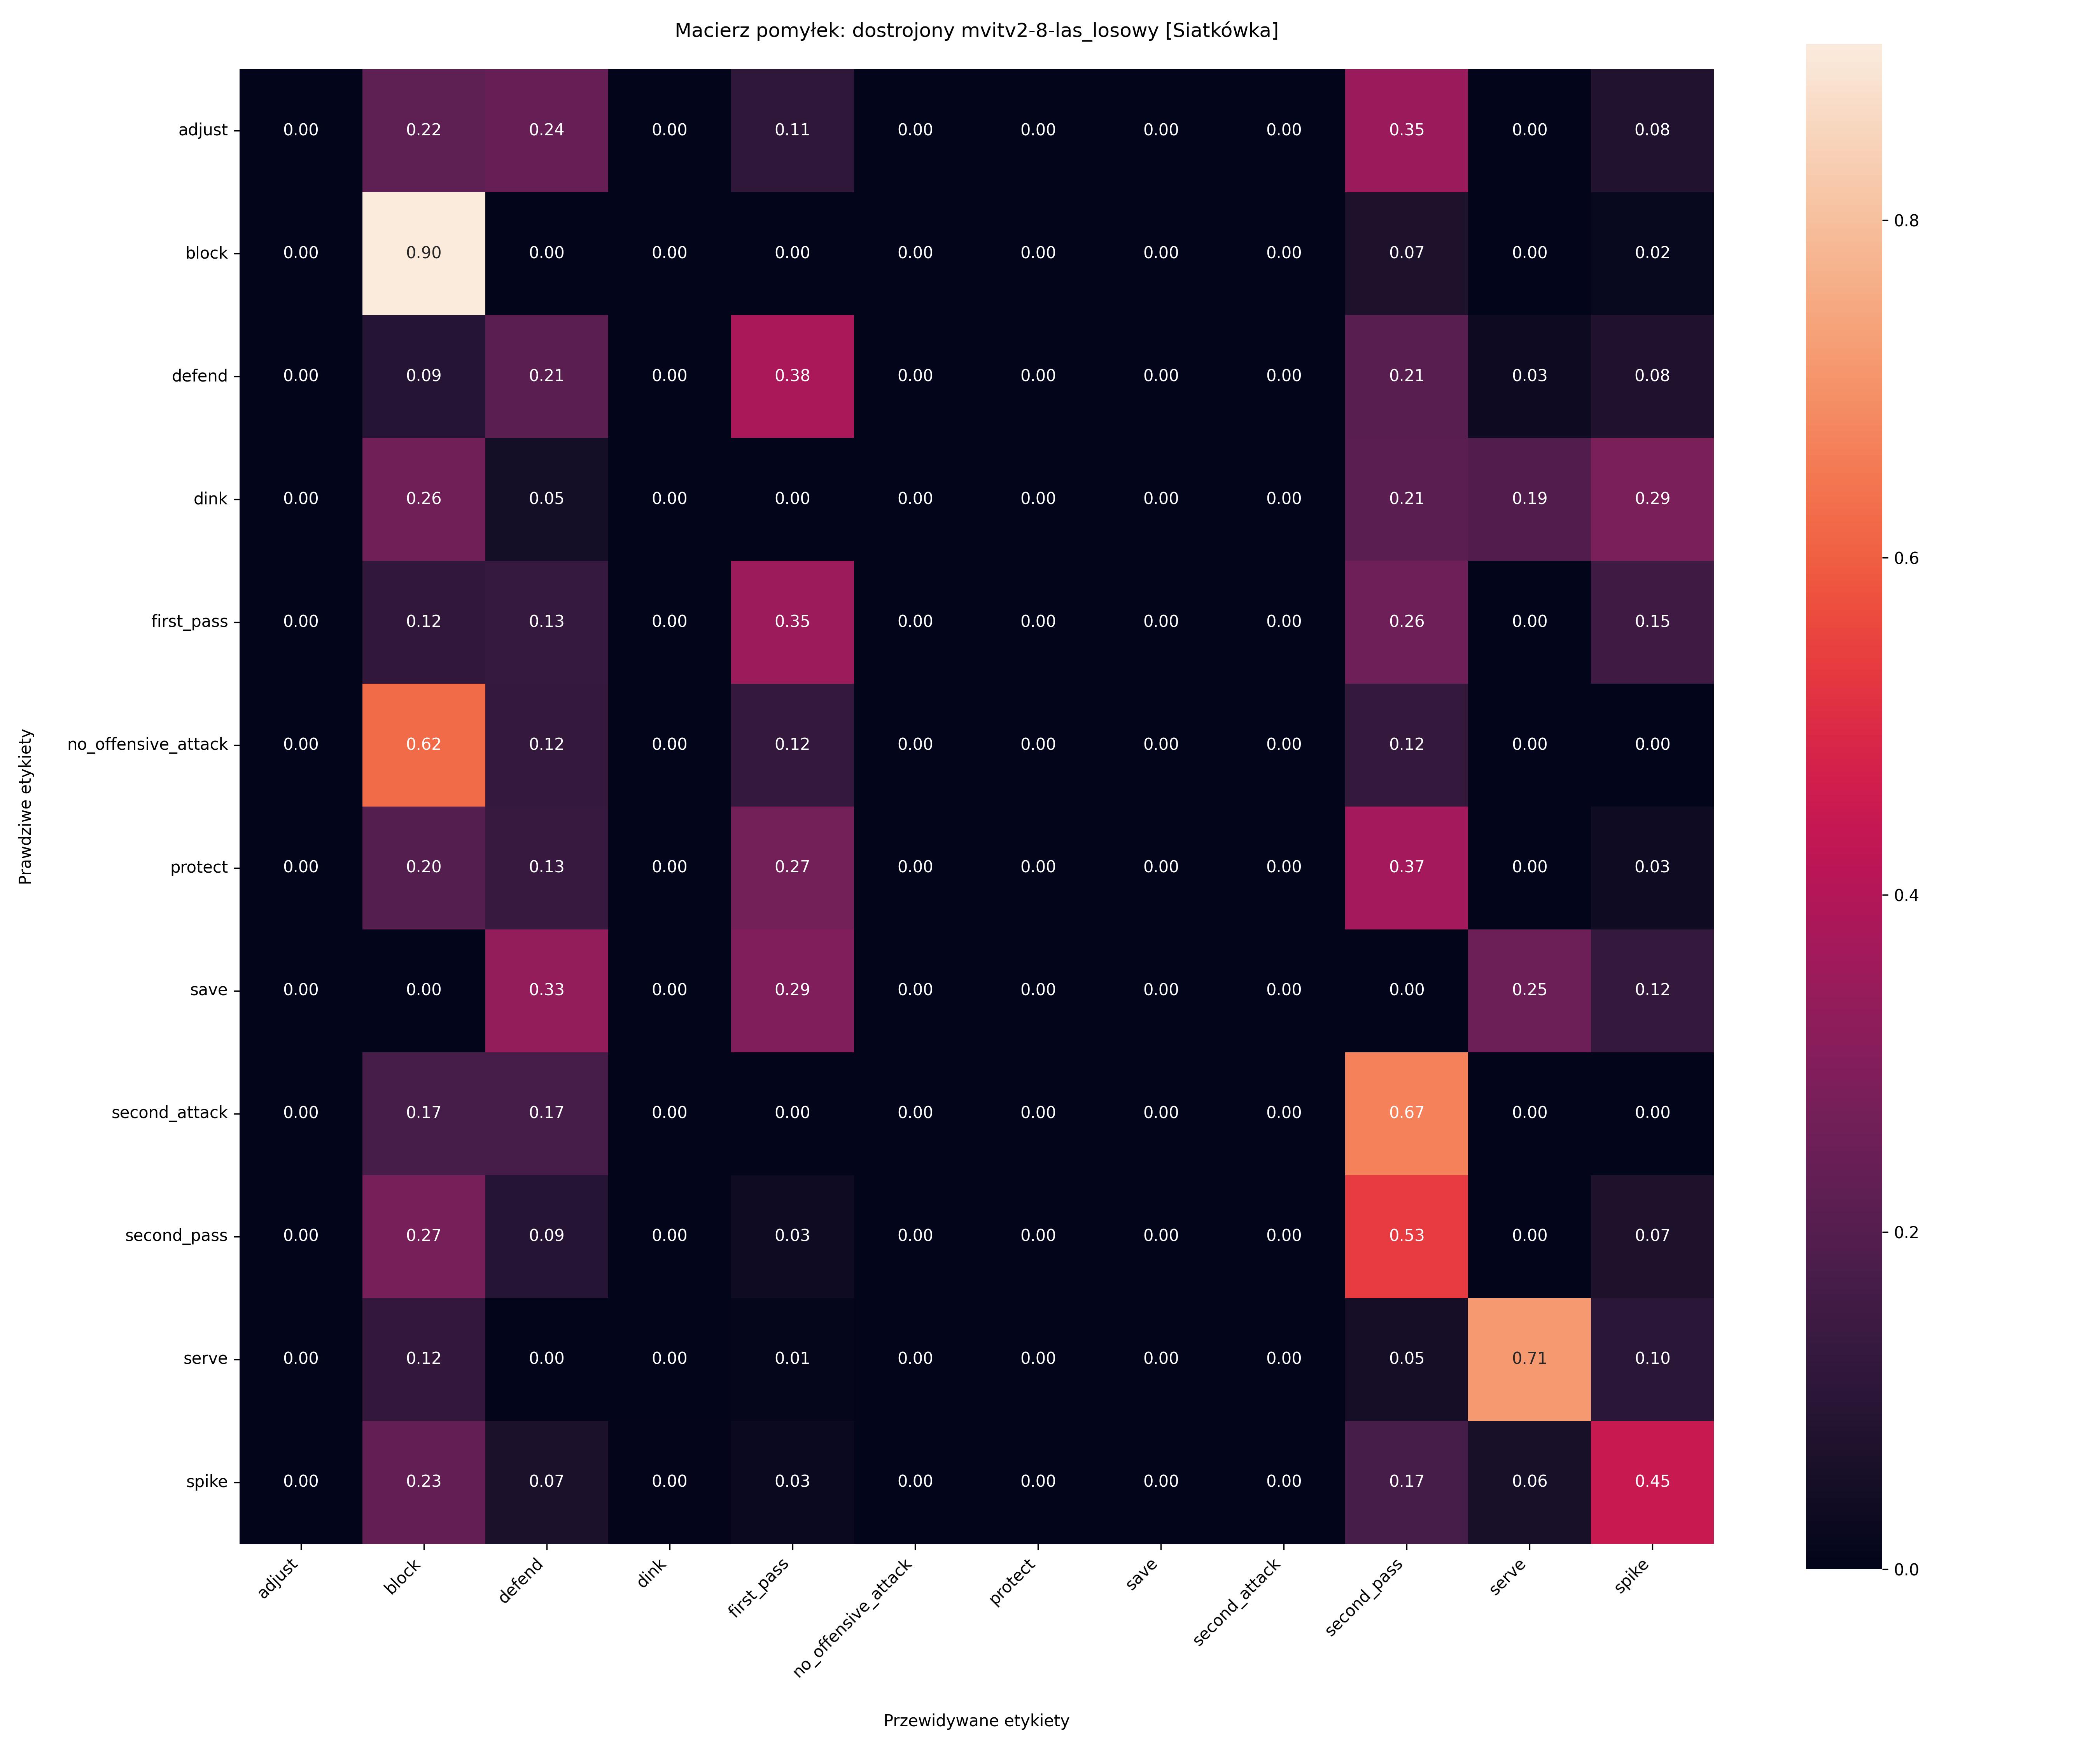 Macierz pomyłek: dostrojony mvitv2-8-las_losowy [Siatkówka]
adjust 0.00 0.22 0.24 0.00 0.11 0.00 0.00 0.00 0.00 0.35 0.00 0.08
block 0.00 0.90 0.00 0.00 0.00 0.00 0.00 0.00 0.00 0.07 0.00 0.02
defend 0.00 0.09 0.21 0.00 0.38 0.00 0.00 0.00 0.00 0.21 0.03 0.08
dink 0.00 0.26 0.05 0.00 0.00 0.00 0.00 0.00 0.00 0.21 0.19 0.29
first_pass 0.00 0.12 0.13 0.00 0.35 0.00 0.00 0.00 0.00 0.26 0.00 0.15
no_offensive_attack 0.00 0.62 0.12 0.00 0.12 0.00 0.00 0.00 0.00 0.12 0.00 0.00
protect 0.00 0.20 0.13 0.00 0.27 0.00 0.00 0.00 0.00 0.37 0.00 0.03
save 0.00 0.00 0.33 0.00 0.29 0.00 0.00 0.00 0.00 0.00 0.25 0.12
second_attack 0.00 0.17 0.17 0.00 0.00 0.00 0.00 0.00 0.00 0.67 0.00 0.00
second_pass 0.00 0.27 0.09 0.00 0.03 0.00 0.00 0.00 0.00 0.53 0.00 0.07
serve 0.00 0.12 0.00 0.00 0.01 0.00 0.00 0.00 0.00 0.05 0.71 0.10
spike 0.00 0.23 0.07 0.00 0.03 0.00 0.00 0.00 0.00 0.17 0.06 0.45
adjust block defend dink first_pass no_offensive_attack protect save second_attack second_pass serve spike
Przewidywane etykiety
Prawdziwe etykiety
0.8
0.6
0.4
0.2
0.0